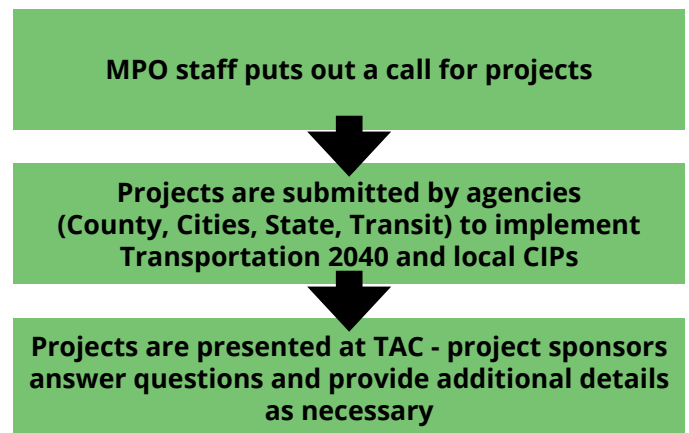 MPO staff puts out a call for projects
Projects are submitted by agencies
(County, Cities, State, Transit) to implement
Transportation 2040 and local CIPs
Projects are presented at TAC - project sponsors
answer questions and provide additional details
as necessary